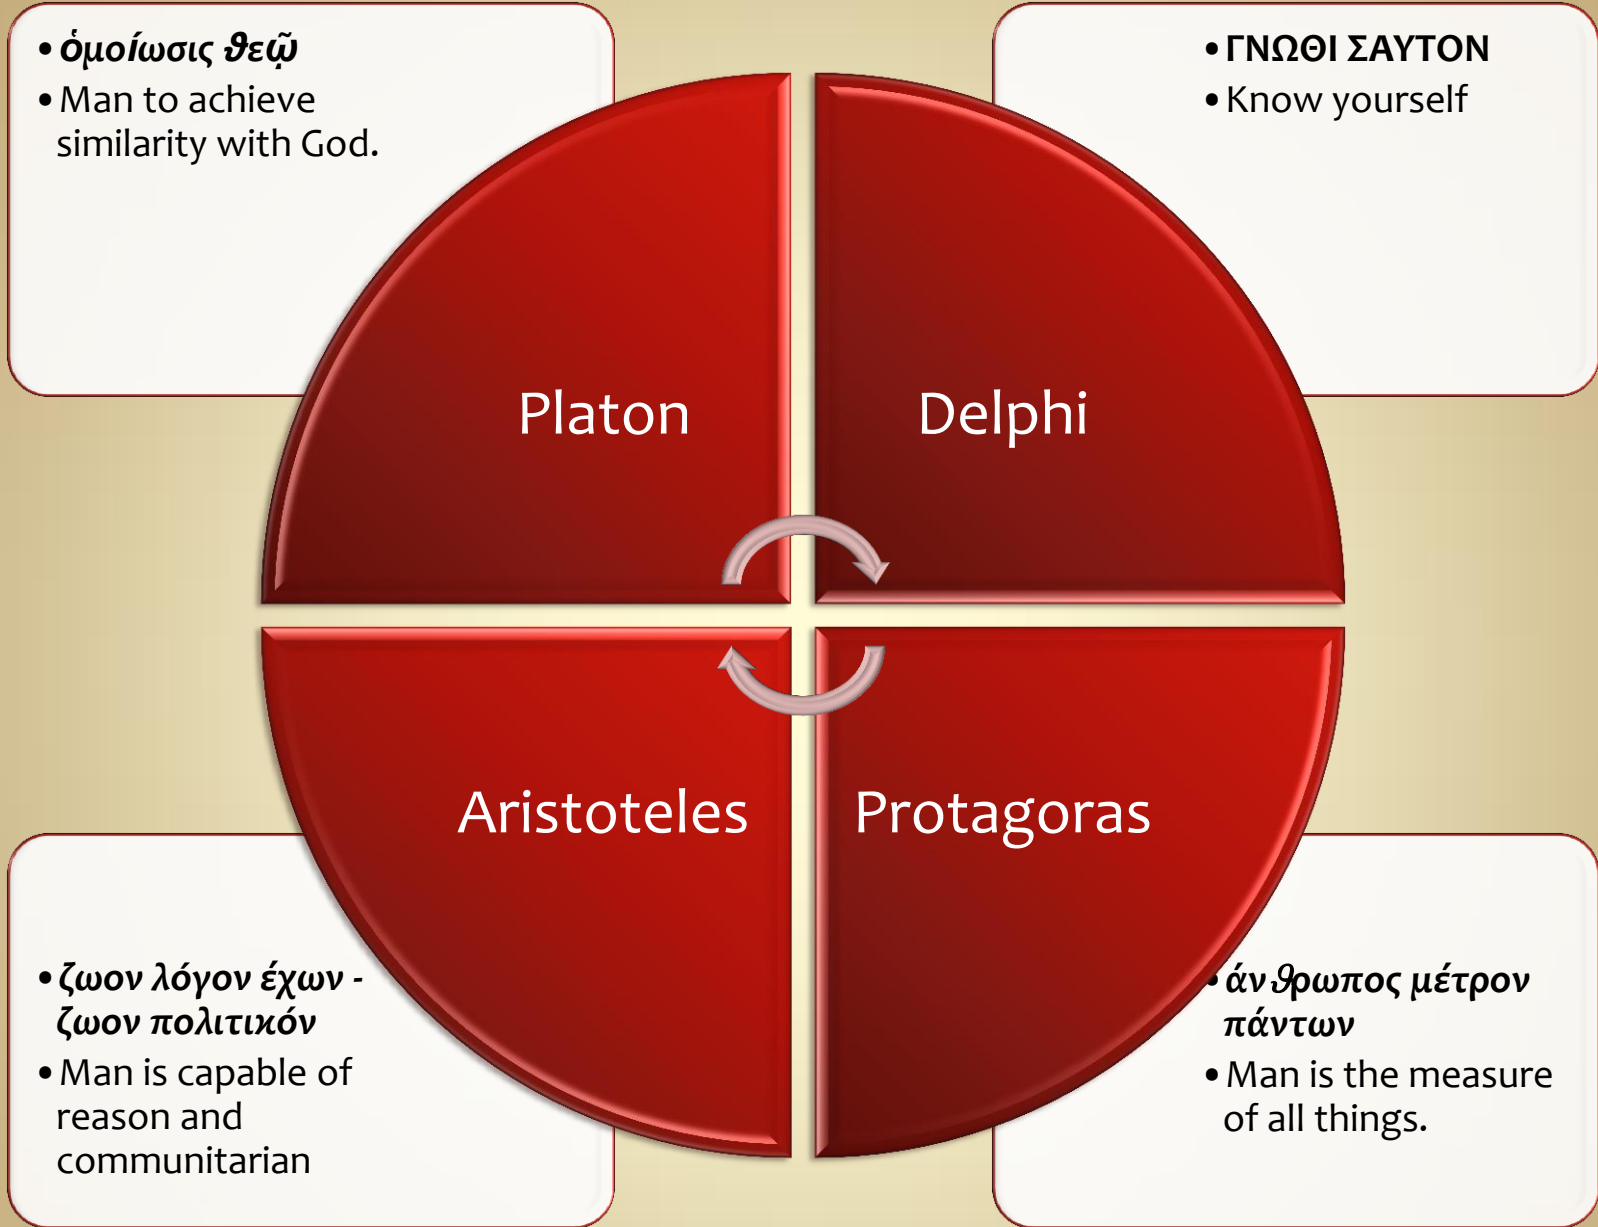 • ὁμοίωσις ϑεῷ
• Man to achieve
similarity with God.
• ΓΝΩΘΙ ΣΑΥΤΟΝ
• Know yourself
Platon
Delphi
Aristoteles
Protagoras
• ζωον λόγον έχων -
ζωον πολιτικόν
• Man is capable of
reason and
communitarian
• άνϑρωπος μέτρον
πάντων
• Man is the measure
of all things.